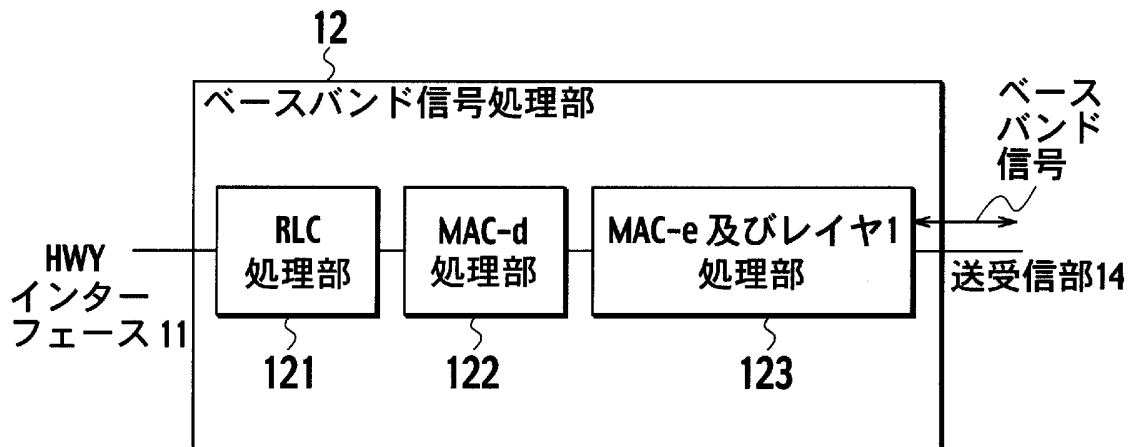 12
ベースバンド信号処理部
ベース
バンド
信号
RLC
処理部
MAC-d
処理部
MAC-e 及びレイヤ1
処理部
HWY
インター
フェース 11
送受信部14
121
122
123